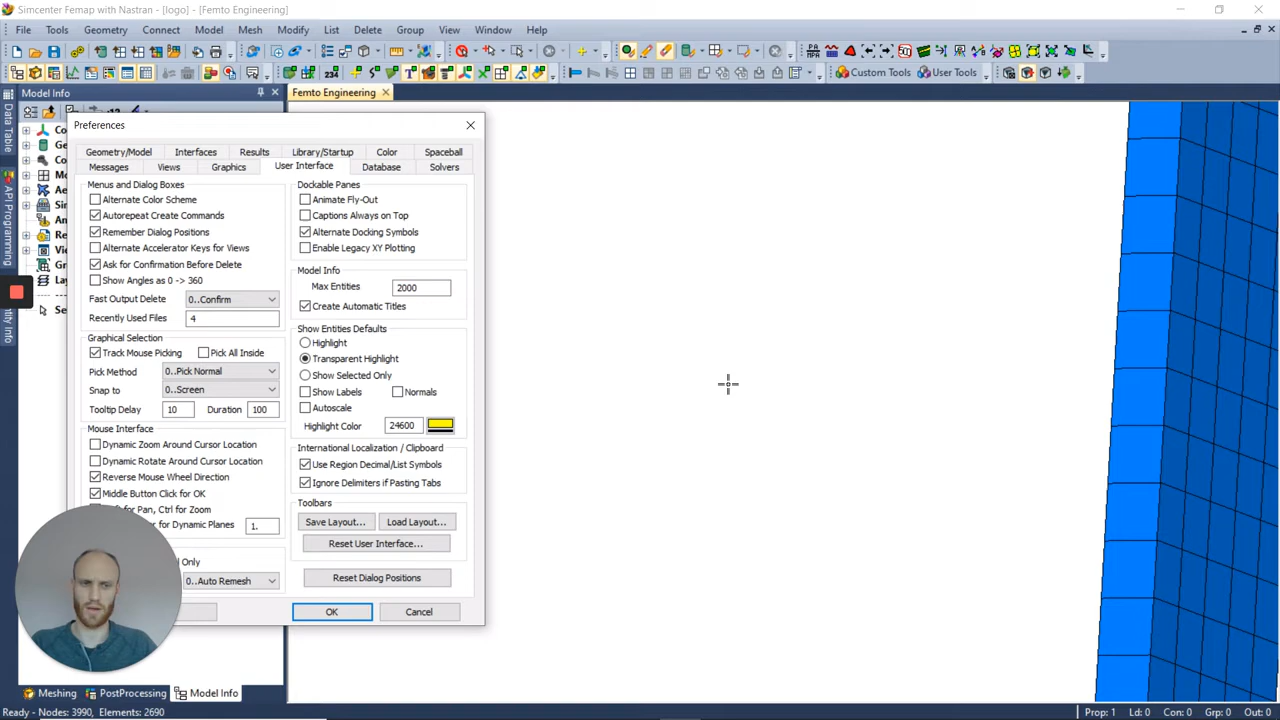 Simcenter Femap with Nastran - [logo] - [Femto Engineering]
File Tools Geometry Connect Model Mesh Modify List Delete Group View Window Help
Custom Tools User Tools
Model Info
Femto Engineering
Data Table
API Programming
Entity Info
Preferences
Geometry/Model Interfaces Results Library/Startup Color Spaceball
Messages Views Graphics User Interface Database Solvers
Menus and Dialog Boxes
Alternate Color Scheme
Autorepeat Create Commands
Remember Dialog Positions
Alternate Accelerator Keys for Views
Ask for Confirmation Before Delete
Show Angles as 0 -> 360
Fast Output Delete 0..Confirm
Recently Used Files 4
Graphical Selection
Track Mouse Picking Pick All Inside
Pick Method 0..Pick Normal
Snap to 0..Screen
Tooltip Delay 10 Duration 100
Mouse Interface
Dynamic Zoom Around Cursor Location
Dynamic Rotate Around Cursor Location
Reverse Mouse Wheel Direction
Middle Button Click for OK
for Pan, Ctrl for Zoom
for Dynamic Planes 1.
Only
0..Auto Remesh
Dockable Panes
Animate Fly-Out
Captions Always on Top
Alternate Docking Symbols
Enable Legacy XY Plotting
Model Info
Max Entities 2000
Create Automatic Titles
Show Entities Defaults
Highlight
Transparent Highlight
Show Selected Only
Show Labels Normals
Autoscale
Highlight Color 24600
International Localization / Clipboard
Use Region Decimal/List Symbols
Ignore Delimiters if Pasting Tabs
Toolbars
Save Layout... Load Layout...
Reset User Interface...
Reset Dialog Positions
OK Cancel
Meshing PostProcessing Model Info
Ready - Nodes: 3990, Elements: 2690
Prop: 1 Ld: 0 Con: 0 Grp: 0 Out: 0